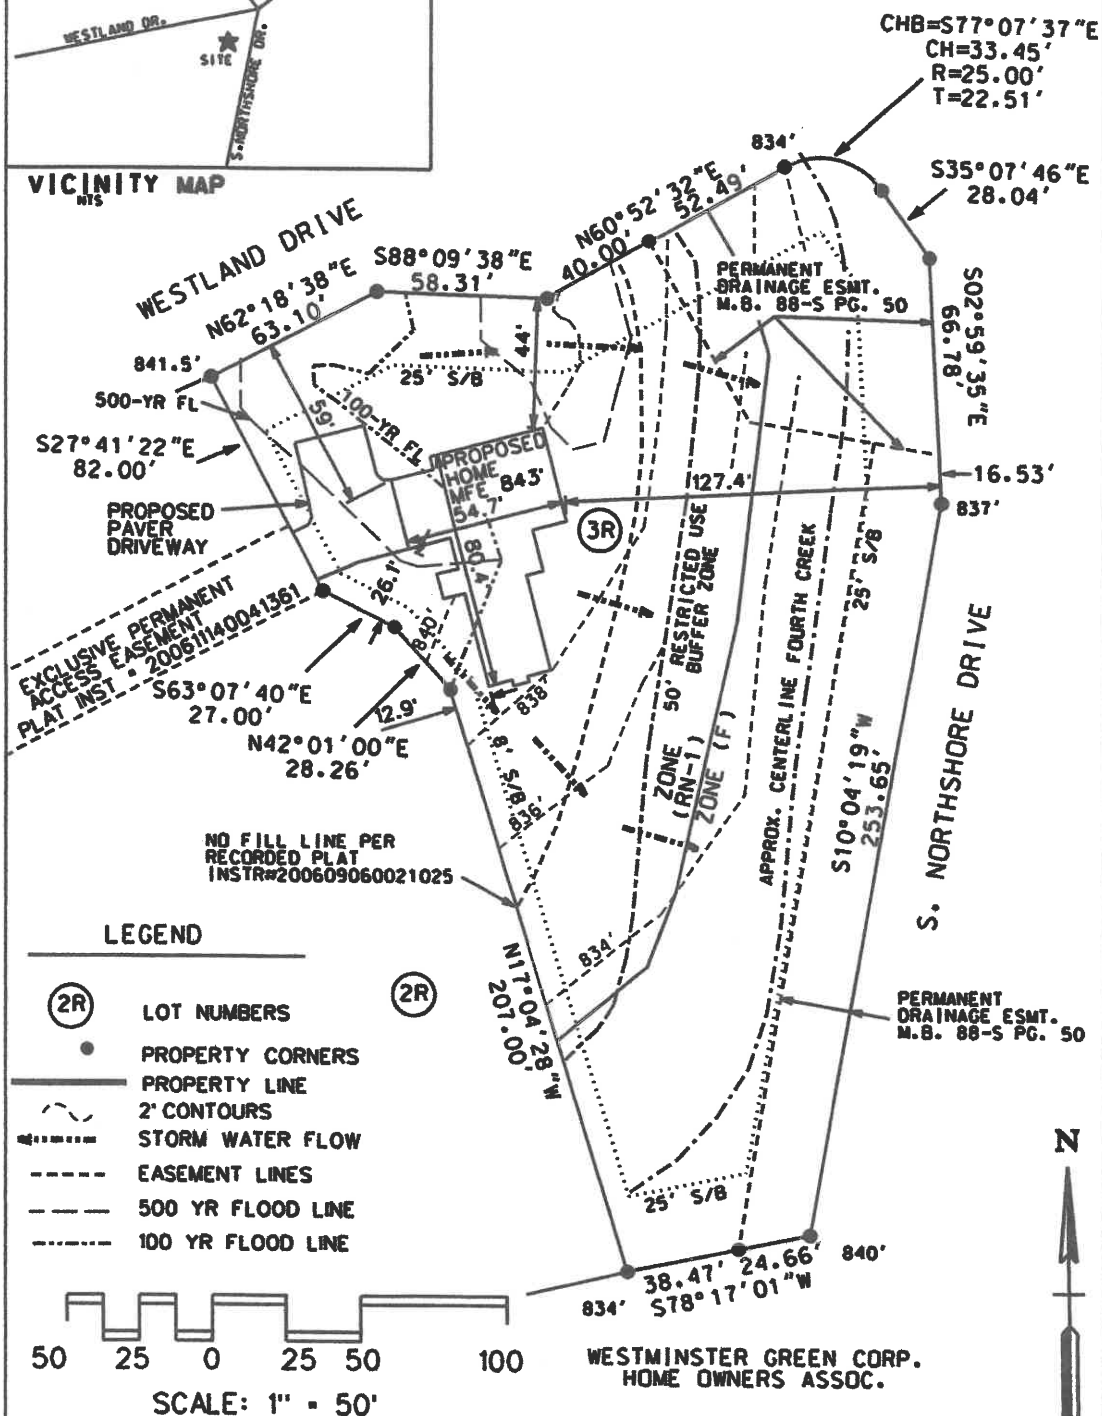 WESTLAND DR.
SITE
S. NORTHSHORE DR.
VICINITY MAP
NTS
CHB=S77°07'37"E
CH=33.45'
R=25.00'
T=22.51'
834'
S35°07'46"E
28.04'
WESTLAND DRIVE
N62°18'38"E
63.10'
S88°09'38"E
58.31'
N60°52'32"E
40.00'
52.49'
PERMANENT
DRAINAGE ESMT.
M.B. 88-S PG. 50
S02°59'35"E
66.78'
841.5'
500-YR FL
S27°41'22"E
82.00'
25' S/B
44'
59'
100-YR FL
PROPOSED
HOME
MFE 843'
54.7'
80.4'
127.4'
16.53'
837'
PROPOSED
PAVER
DRIVEWAY
3R
EXCLUSIVE PERMANENT
ACCESS EASEMENT
PLAT INST # 200611140041361
26.1'
S63°07'40"E
27.00'
840'
N42°01'00"E
28.26'
12.9'
838'
8' S/B
836'
50' RESTRICTED USE
BUFFER ZONE
ZONE
(RN-1)
ZONE (F)
APPROX. CENTERLINE FOURTH CREEK
25' S/B
S10°04'19"W
253.65'
S. NORTHSHORE DRIVE
NO FILL LINE PER
RECORDED PLAT
INSTR#200609060021025
834'
N17°04'28"W
207.00'
LEGEND
2R LOT NUMBERS
PROPERTY CORNERS
PROPERTY LINE
2' CONTOURS
STORM WATER FLOW
EASEMENT LINES
500 YR FLOOD LINE
100 YR FLOOD LINE
2R
PERMANENT
DRAINAGE ESMT.
M.B. 88-S PG. 50
25' S/B
38.47' 24.66'
S78°17'01"W
834'
840'
N
50 25 0 25 50 100
SCALE: 1" = 50'
WESTMINSTER GREEN CORP.
HOME OWNERS ASSOC.